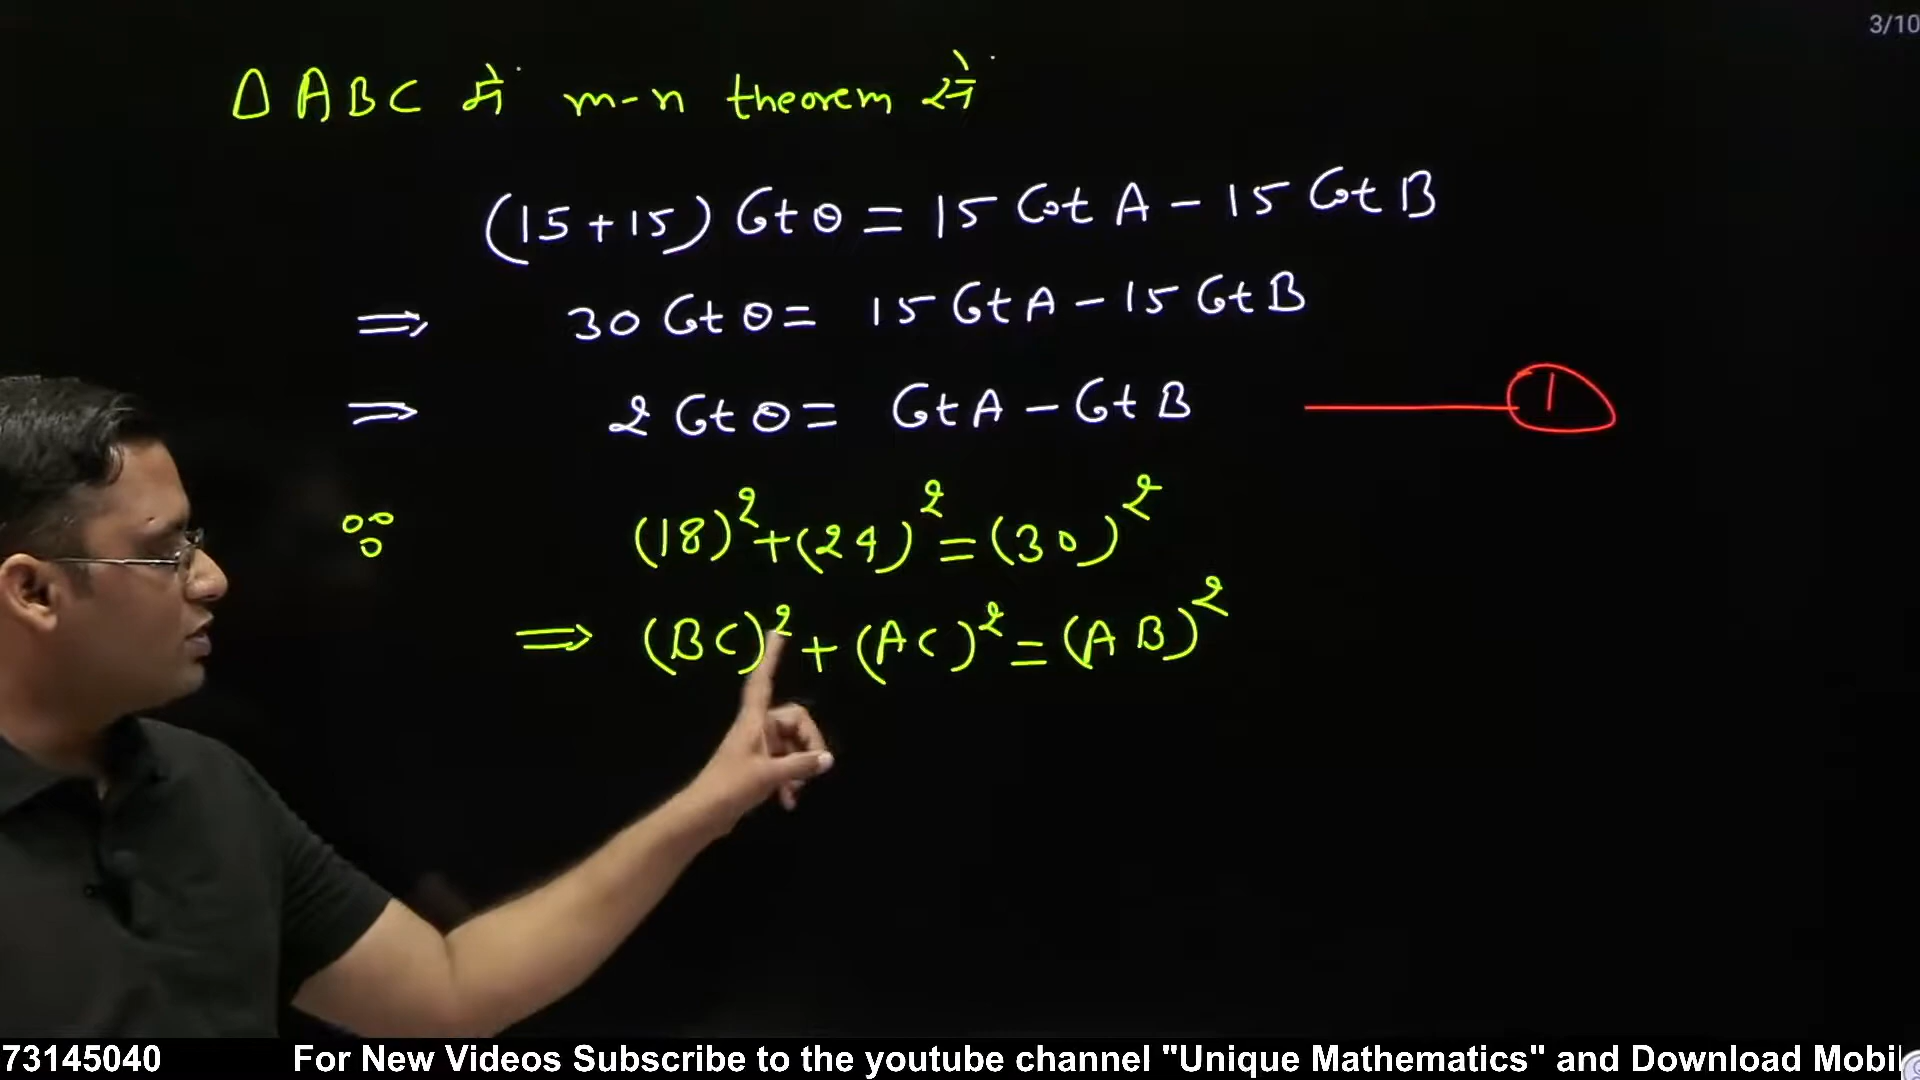 3/10
Δ ABC में m-n theorem से
(15+15) Cot θ = 15 Cot A - 15 Cot B
⇒ 30 Cot θ = 15 Cot A - 15 Cot B
⇒ 2 Cot θ = Cot A - Cot B ——— 1
∵ (18)² + (24)² = (30)²
⇒ (BC)² + (AC)² = (AB)²
73145040 For New Videos Subscribe to the youtube channel "Unique Mathematics" and Download Mobil